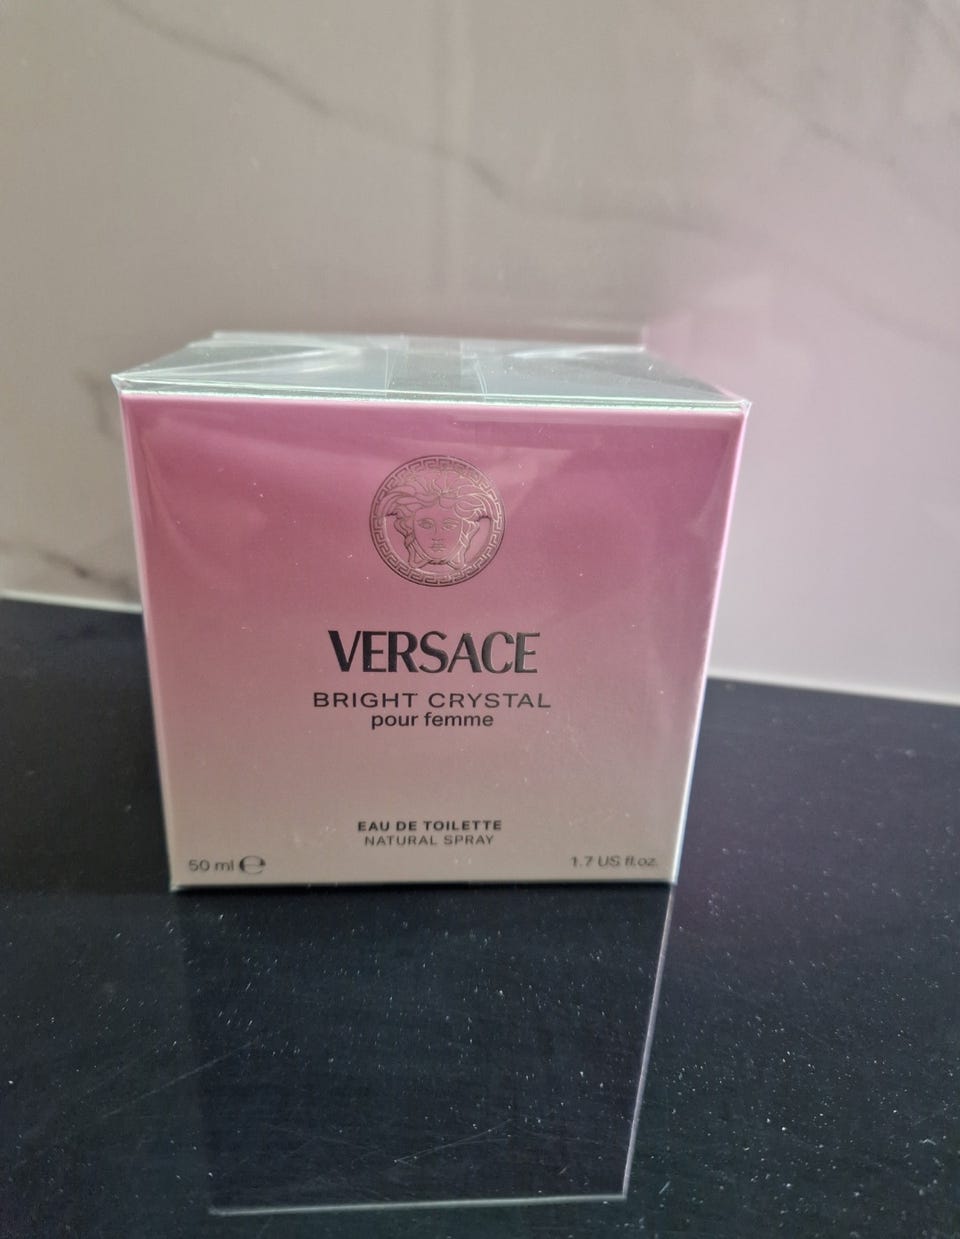 VERSACE
BRIGHT CRYSTAL
pour femme
EAU DE TOILETTE
NATURAL SPRAY
50 ml ℮
1.7 US fl.oz.